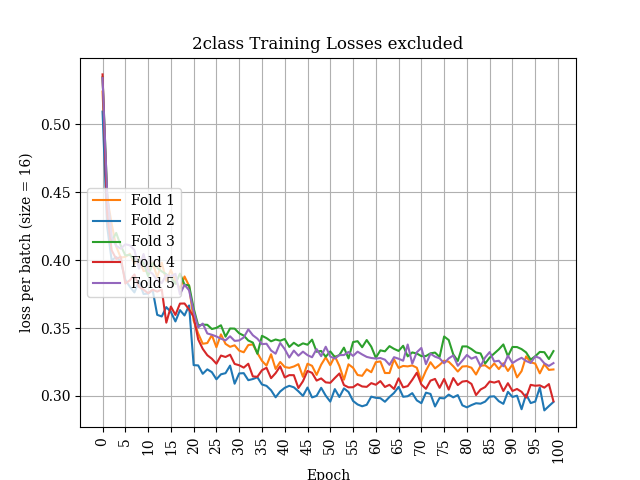 2class Training Losses excluded
loss per batch (size = 16)
0.50
0.45
0.40
0.35
0.30
Fold 1
Fold 2
Fold 3
Fold 4
Fold 5
0 5 10 15 20 25 30 35 40 45 50 55 60 65 70 75 80 85 90 95 100
Epoch